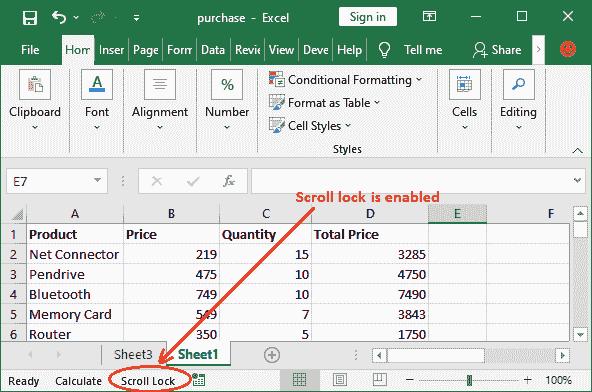 purchase - Excel
Sign in
File Hom Inser Page Forn Data Revie View Deve Help Tell me Share
Clipboard
Font
Alignment
Number
Conditional Formatting
Format as Table
Cell Styles
Styles
Cells
Editing
E7
fx
Scroll lock is enabled
A B C D E F
1 Product Price Quantity Total Price
2 Net Connector 219 15 3285
3 Pendrive 475 10 4750
4 Bluetooth 749 10 7490
5 Memory Card 549 7 3843
6 Router 350 5 1750
Sheet3 Sheet1
Ready Calculate Scroll Lock 100%